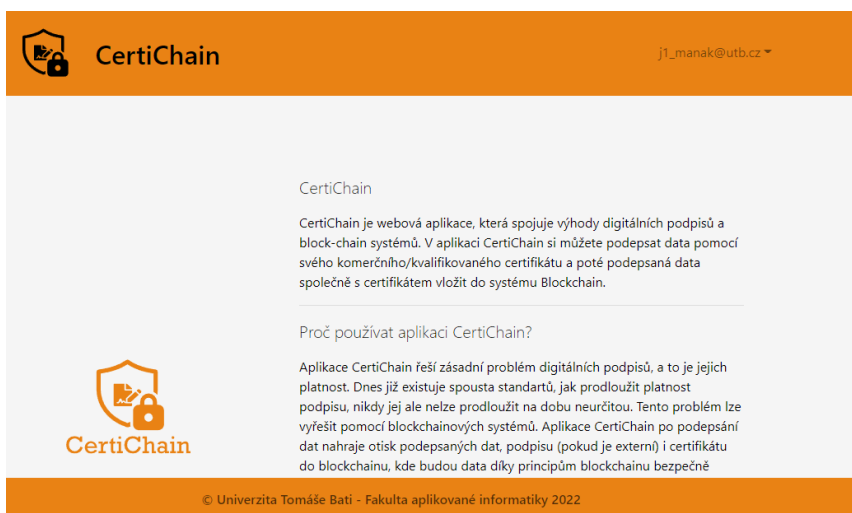 CertiChain
j1_manak@utb.cz
CertiChain
CertiChain je webová aplikace, která spojuje výhody digitálních podpisů a
block-chain systémů. V aplikaci CertiChain si můžete podepsat data pomocí
svého komerčního/kvalifikovaného certifikátu a poté podepsaná data
společně s certifikátem vložit do systému Blockchain.
Proč používat aplikaci CertiChain?
Aplikace CertiChain řeší zásadní problém digitálních podpisů, a to je jejich
platnost. Dnes již existuje spousta standartů, jak prodloužit platnost
podpisu, nikdy jej ale nelze prodloužit na dobu neurčitou. Tento problém lze
vyřešit pomocí blockchainových systémů. Aplikace CertiChain po podepsání
dat nahraje otisk podepsaných dat, podpisu (pokud je externí) i certifikátu
do blockchainu, kde budou data díky principům blockchainu bezpečně
CertiChain
© Univerzita Tomáše Bati - Fakulta aplikované informatiky 2022